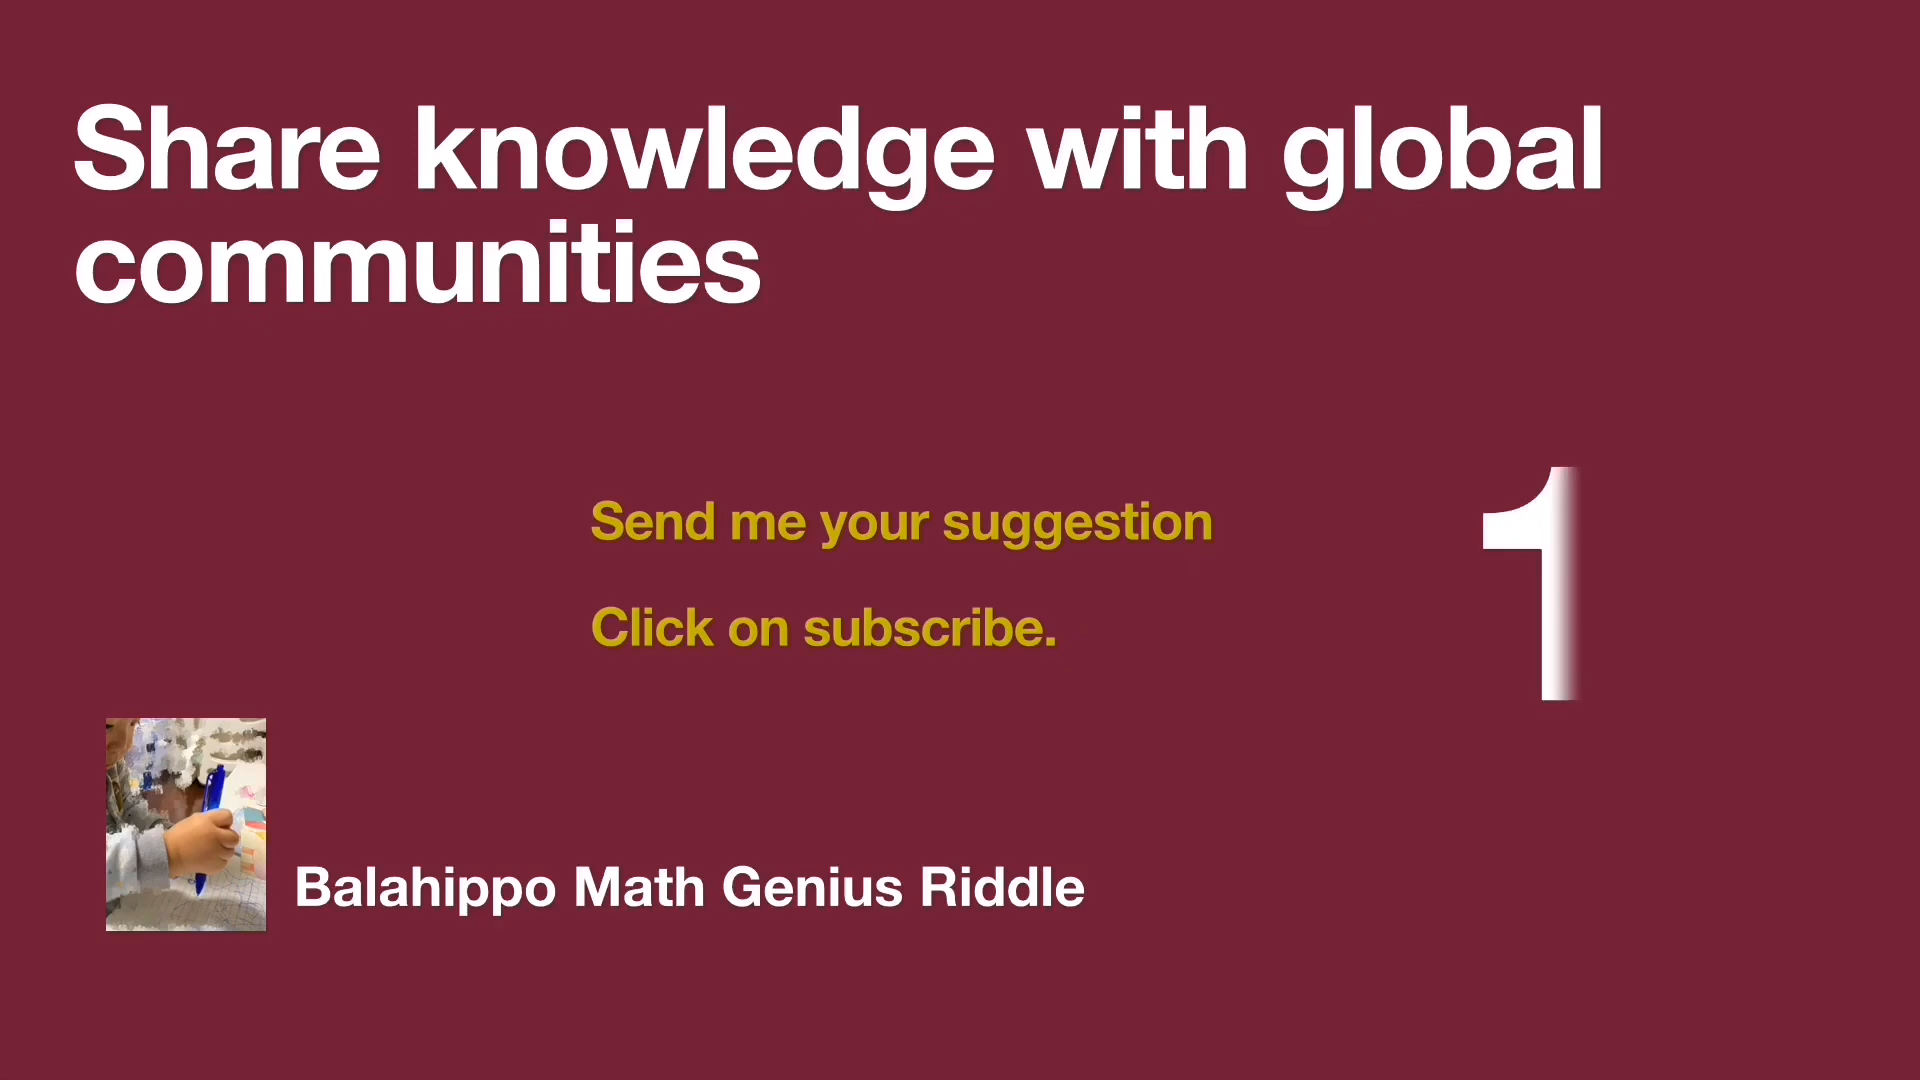 Share knowledge with global
communities
Send me your suggestion
1
Click on subscribe.
Balahippo Math Genius Riddle